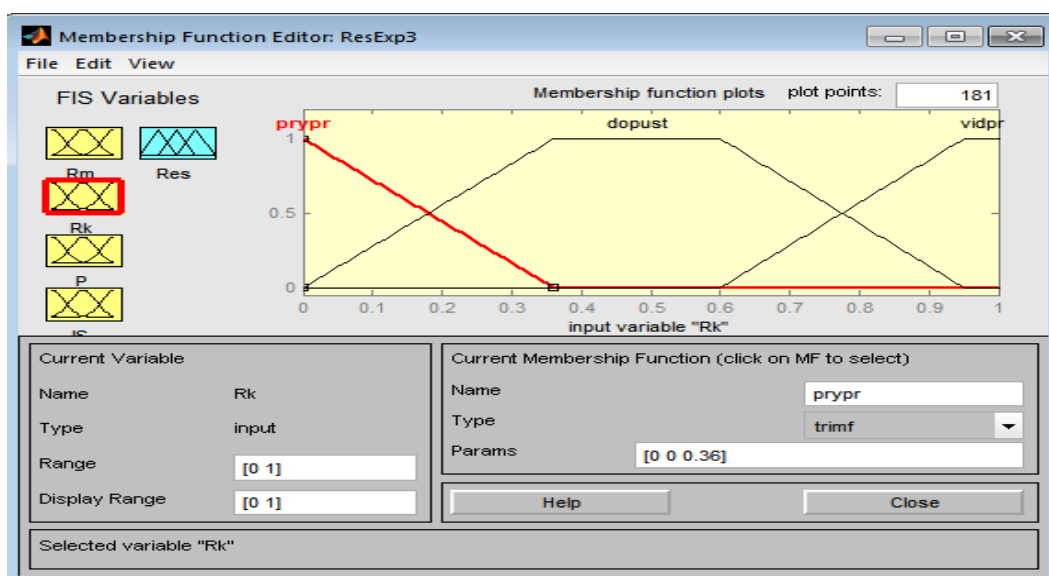 Membership Function Editor: ResExp3
File Edit View
FIS Variables
Rm
Res
Rk
P
Membership function plots plot points: 181
prypr dopust vidpr
1
0.5
0
0 0.1 0.2 0.3 0.4 0.5 0.6 0.7 0.8 0.9 1
input variable "Rk"
Current Variable
Name Rk
Type input
Range [0 1]
Display Range [0 1]
Current Membership Function (click on MF to select)
Name prypr
Type trimf
Params [0 0 0.36]
Help Close
Selected variable "Rk"